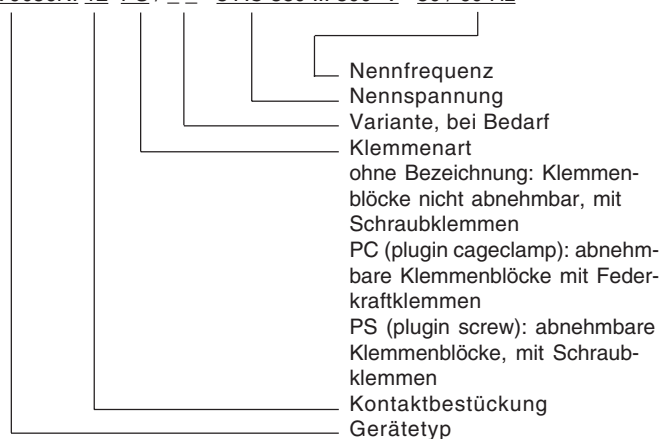 Nennfrequenz
Nennspannung
Variante, bei Bedarf
Klemmenart
ohne Bezeichnung: Klemmen-
blöcke nicht abnehmbar, mit
Schraubklemmen
PC (plugin cageclamp): abnehm-
bare Klemmenblöcke mit Feder-
kraftklemmen
PS (plugin screw): abnehmbare
Klemmenblöcke, mit Schraub-
klemmen
Kontaktbestückung
Gerätetyp